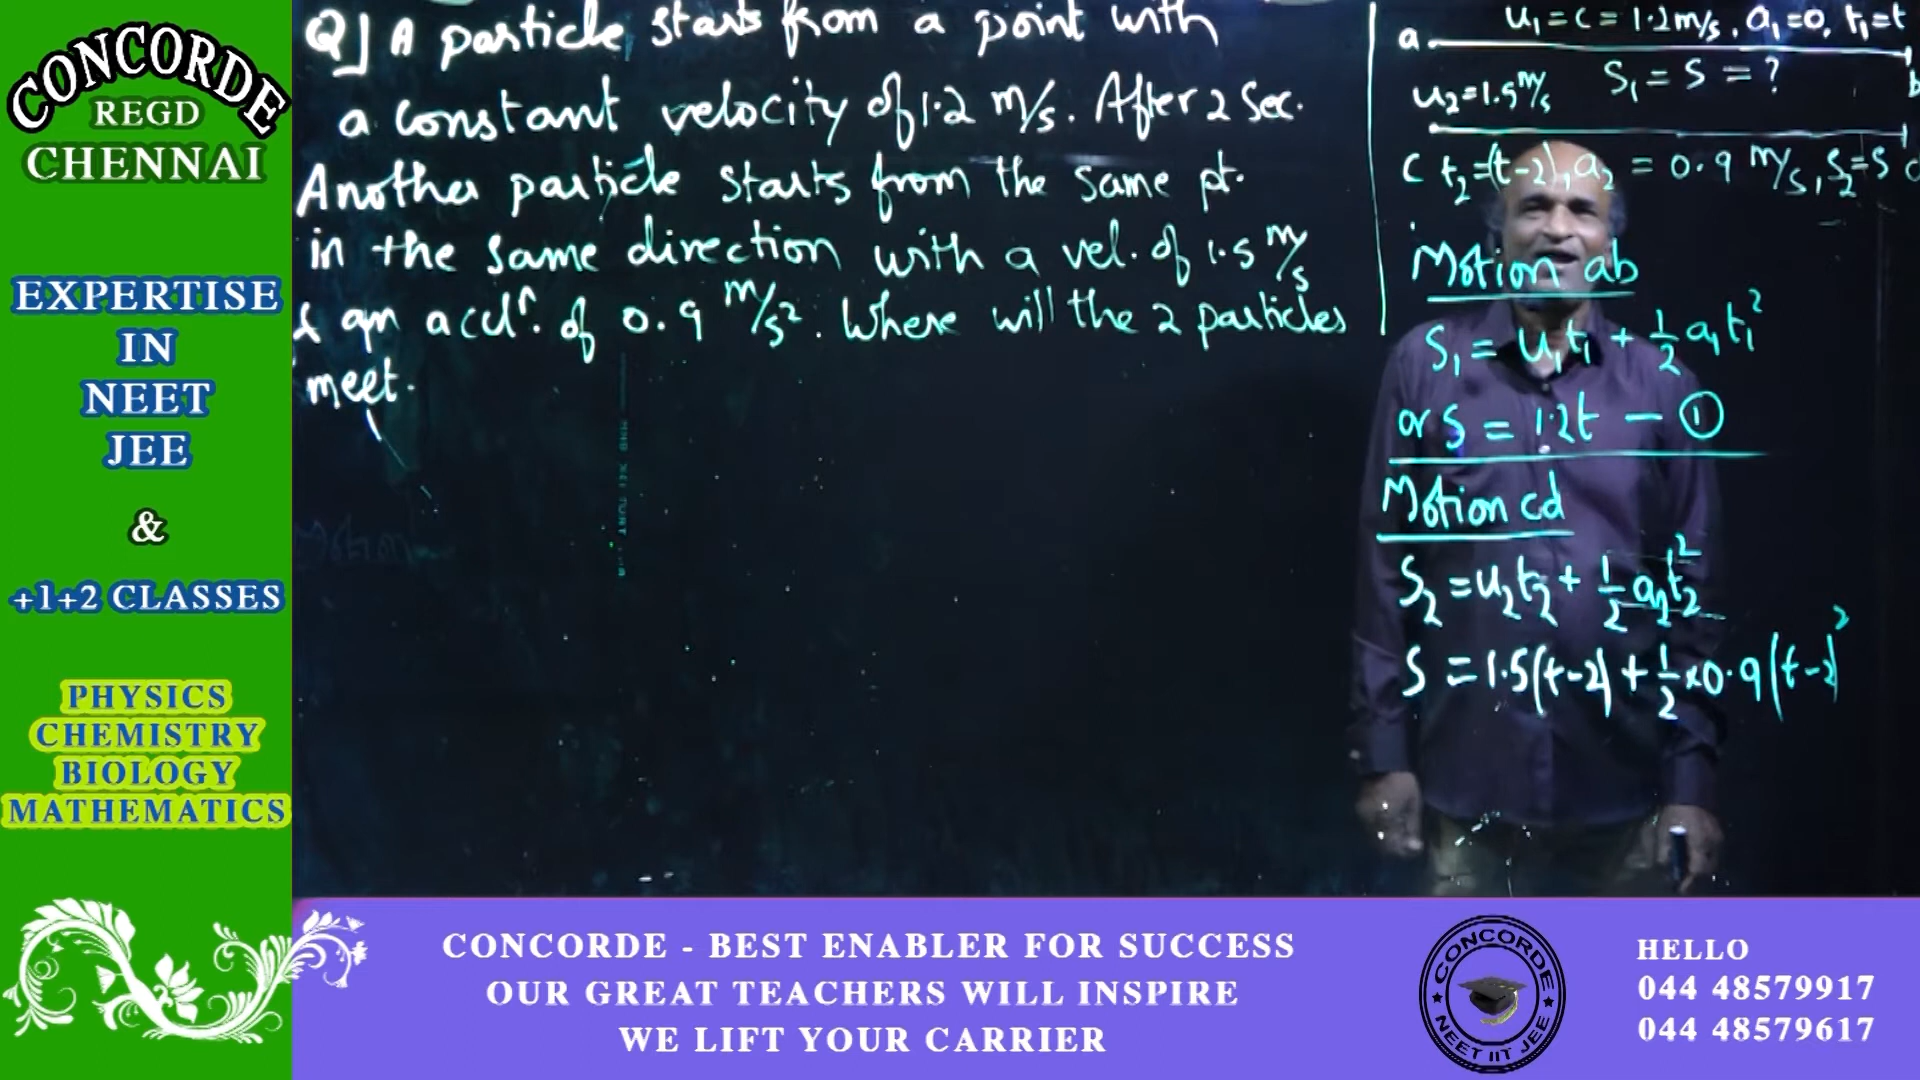 CONCORDE
REGD
CHENNAI
EXPERTISE
IN
NEET
JEE
&
+1+2 CLASSES
PHYSICS
CHEMISTRY
BIOLOGY
MATHEMATICS
Q] A particle starts from a point with
a constant velocity of 1.2 m/s. After 2 Sec.
Another particle starts from the same pt.
in the same direction with a vel. of 1.5 m/s
& an accln. of 0.9 m/s². Where will the 2 particles
meet.
Motion
u₁ = c = 1.2 m/s, a₁ = 0, t₁ = t
a
S₁ = S = ?
b
u₂ = 1.5 m/s
c t₂ = (t-2), a₂ = 0.9 m/s, S₂ = S d
Motion ab
S₁ = u₁t₁ + 1/2 a₁t₁²
or S = 1.2t — ①
Motion cd
S₂ = u₂t₂ + 1/2 a₂t₂²
S = 1.5(t-2) + 1/2 × 0.9 (t-2)²
CONCORDE - BEST ENABLER FOR SUCCESS
OUR GREAT TEACHERS WILL INSPIRE
WE LIFT YOUR CARRIER
CONCORDE
NEET IIT JEE
HELLO
044 48579917
044 48579617